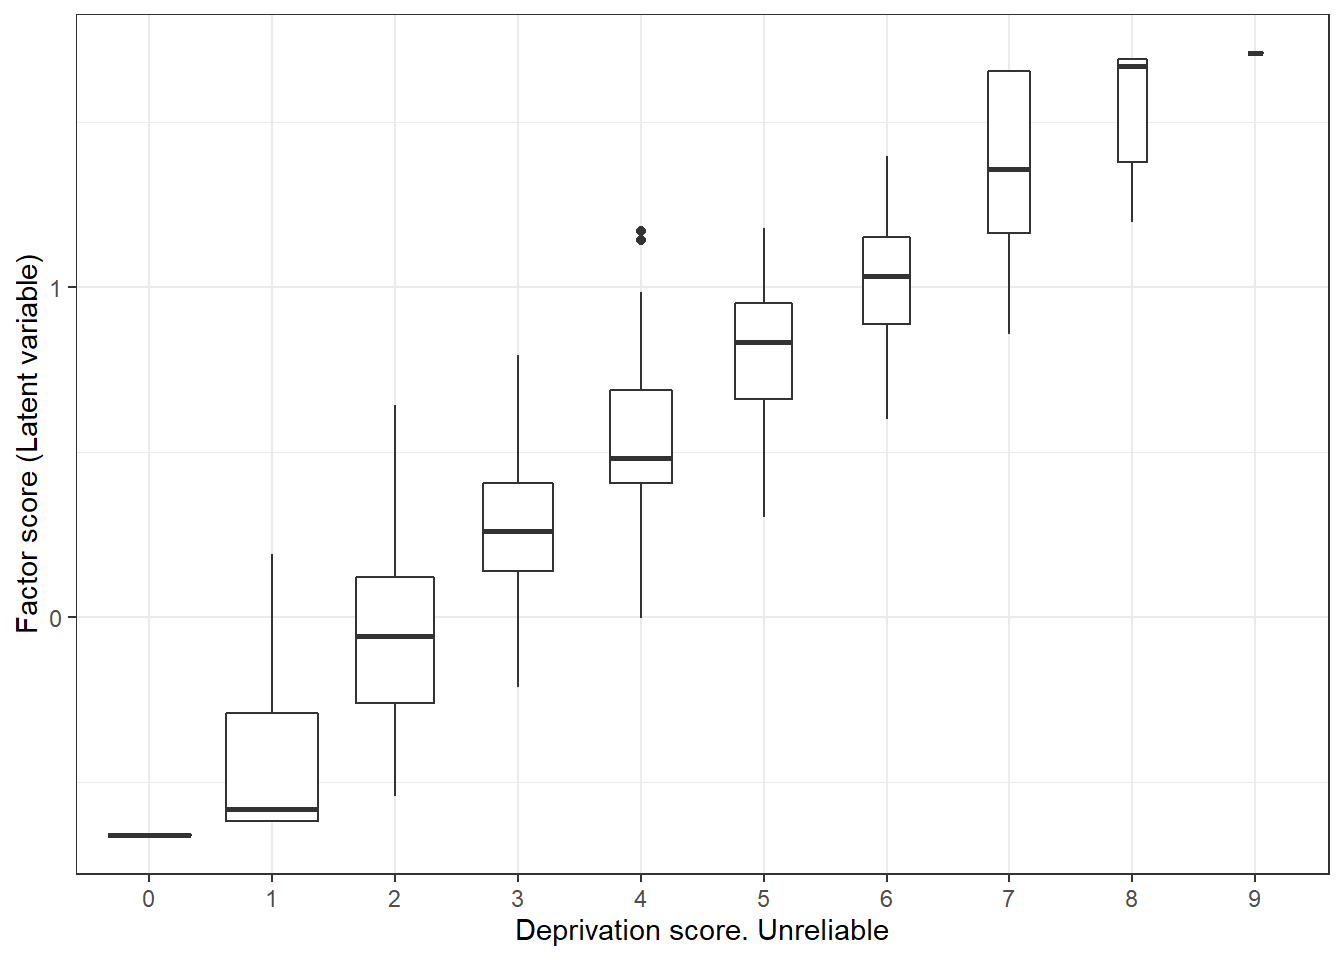 Factor score (Latent variable)
1
0
0 1 2 3 4 5 6 7 8 9
Deprivation score. Unreliable